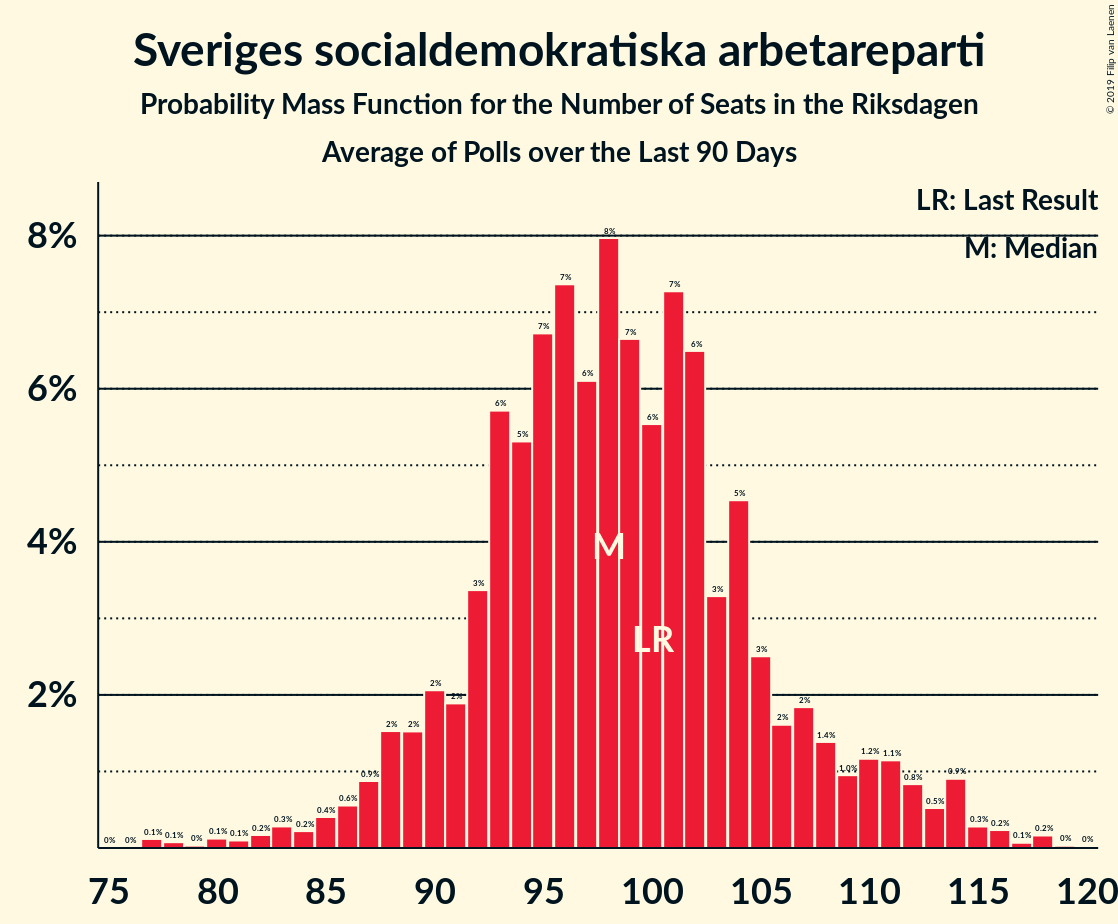 Sveriges socialdemokratiska arbetareparti
Probability Mass Function for the Number of Seats in the Riksdagen
Average of Polls over the Last 90 Days
© 2019 Filip van Laenen
LR: Last Result
M: Median
8%
6%
4%
2%
0% 0% 0.1% 0.1% 0% 0.1% 0.1% 0.2% 0.3% 0.2% 0.4% 0.6% 0.9% 2% 2% 2% 2% 3% 6% 5% 7% 7% 6% 8% 7% 6% 7% 6% 3% 5% 3% 2% 2% 1.4% 1.0% 1.2% 1.1% 0.8% 0.5% 0.9% 0.3% 0.2% 0.1% 0.2% 0% 0%
M
LR
75 80 85 90 95 100 105 110 115 120